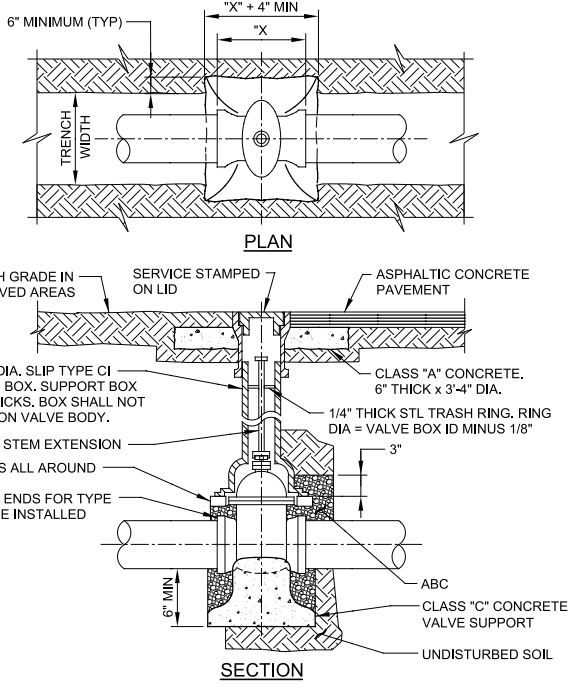 "X" + 4" MIN
6" MINIMUM (TYP)
"X
TRENCH
WIDTH
PLAN
GRADE IN
AREAS
SERVICE STAMPED
ON LID
ASPHALTIC CONCRETE
PAVEMENT
DIA. SLIP TYPE CI
BOX. SUPPORT BOX
BOX SHALL NOT
ON VALVE BODY.
CLASS "A" CONCRETE.
6" THICK x 3'-4" DIA.
1/4" THICK STL TRASH RING. RING
DIA = VALVE BOX ID MINUS 1/8"
STEM EXTENSION
3"
ALL AROUND
ENDS FOR TYPE
INSTALLED
6" MIN
ABC
CLASS "C" CONCRETE
VALVE SUPPORT
UNDISTURBED SOIL
SECTION